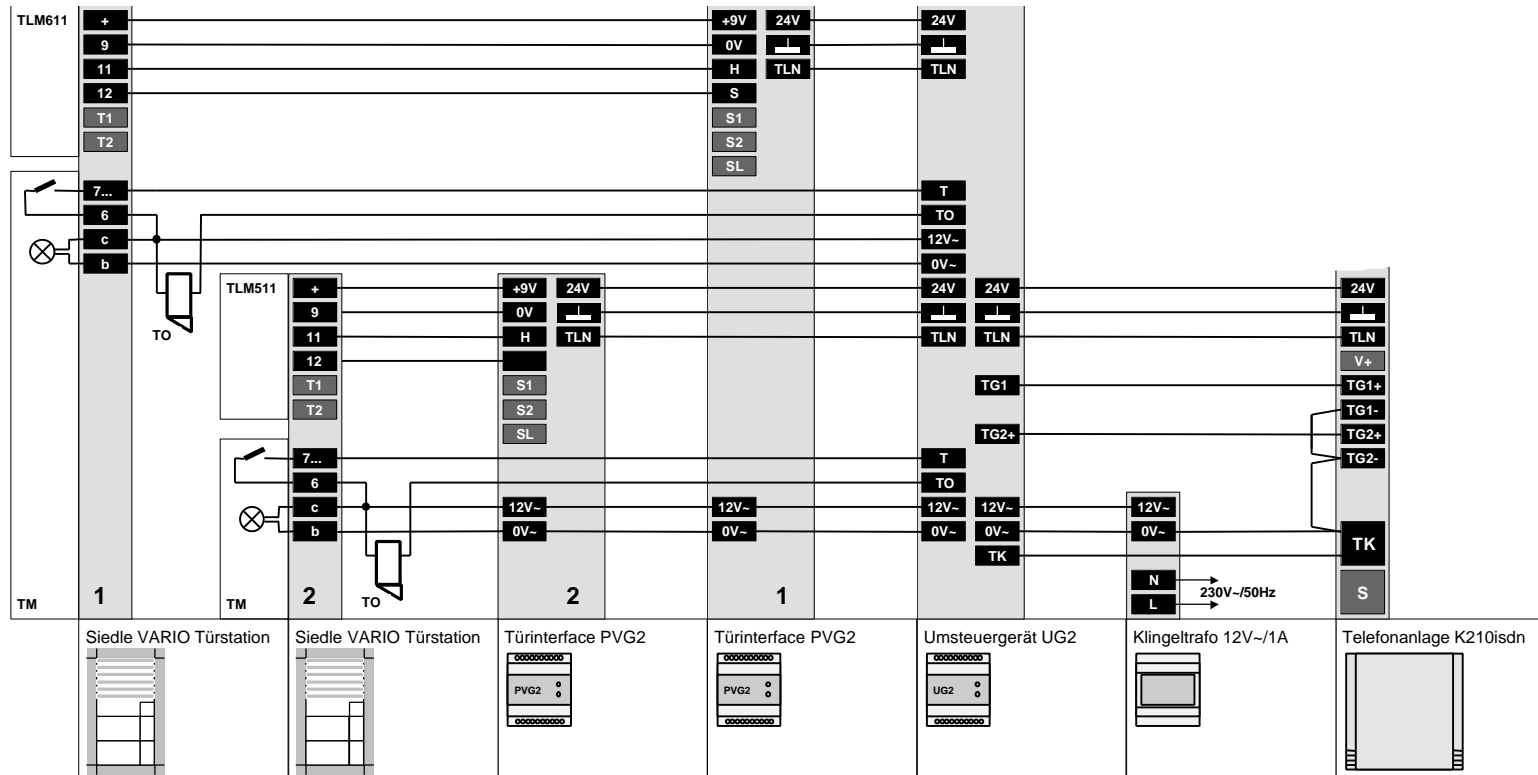 TLM611 + +9V 24V 24V
9 0V
11 H TLN TLN
12 S
T1 S1
T2 S2
SL
7... T
6 TO
c 12V~
b 0V~
TLM511 + +9V 24V 24V 24V 24V
9 0V
TO 11 H TLN TLN TLN TLN
12 V+
T1 S1 TG1 TG1+
T2 S2 TG1-
SL TG2+ TG2+
7... T TG2-
6 TO
c 12V~ 12V~ 12V~ 12V~ 12V~
b 0V~ 0V~ 0V~ 0V~ 0V~ TK
TK
N 230V~/50Hz S
TM 1 TM 2 TO 2 1 L
Siedle VARIO Türstation
Siedle VARIO Türstation
Türinterface PVG2
Türinterface PVG2
Umsteuergerät UG2
Klingeltrafo 12V~/1A
Telefonanlage K210isdn
PVG2 PVG2 UG2